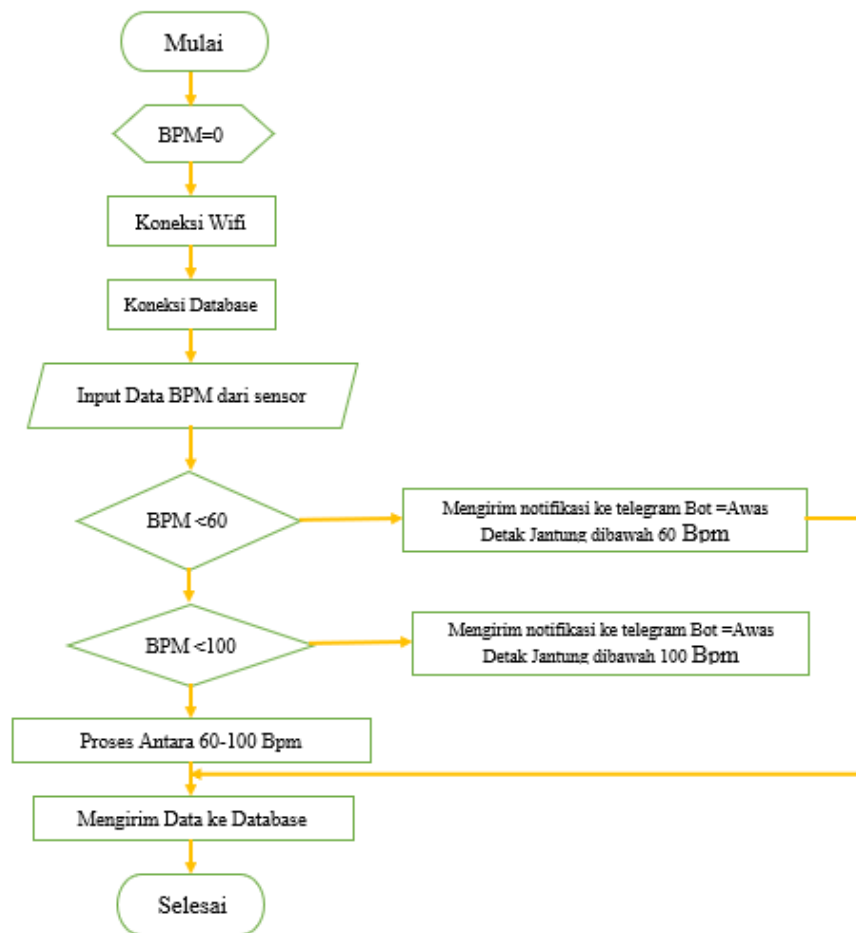 Mulai
BPM=0
Koneksi Wifi
Koneksi Database
Input Data BPM dari sensor
BPM <60
Mengirim notifikasi ke telegram Bot =Awas
Detak Jantung dibawah 60 Bpm
BPM <100
Mengirim notifikasi ke telegram Bot =Awas
Detak Jantung dibawah 100 Bpm
Proses Antara 60-100 Bpm
Mengirim Data ke Database
Selesai